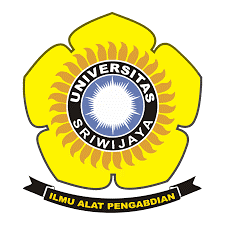 UNIVERSITAS
SRIWIJAYA
ILMU ALAT PENGABDIAN